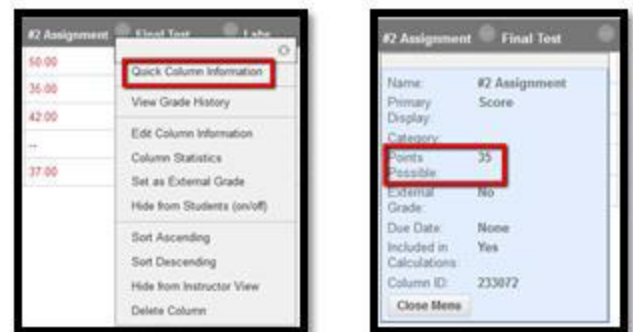 #2 Assignment Final Test Labs
50.00
35.00
42.00
--
37.00
Quick Column Information
View Grade History
Edit Column Information
Column Statistics
Set as External Grade
Hide from Students (on/off)
Sort Ascending
Sort Descending
Hide from Instructor View
Delete Column
#2 Assignment Final Test
Name: #2 Assignment
Primary Score
Display:
Category:
Points 35
Possible:
External No
Grade:
Due Date: None
Included in Yes
Calculations:
Column ID: 233072
Close Menu